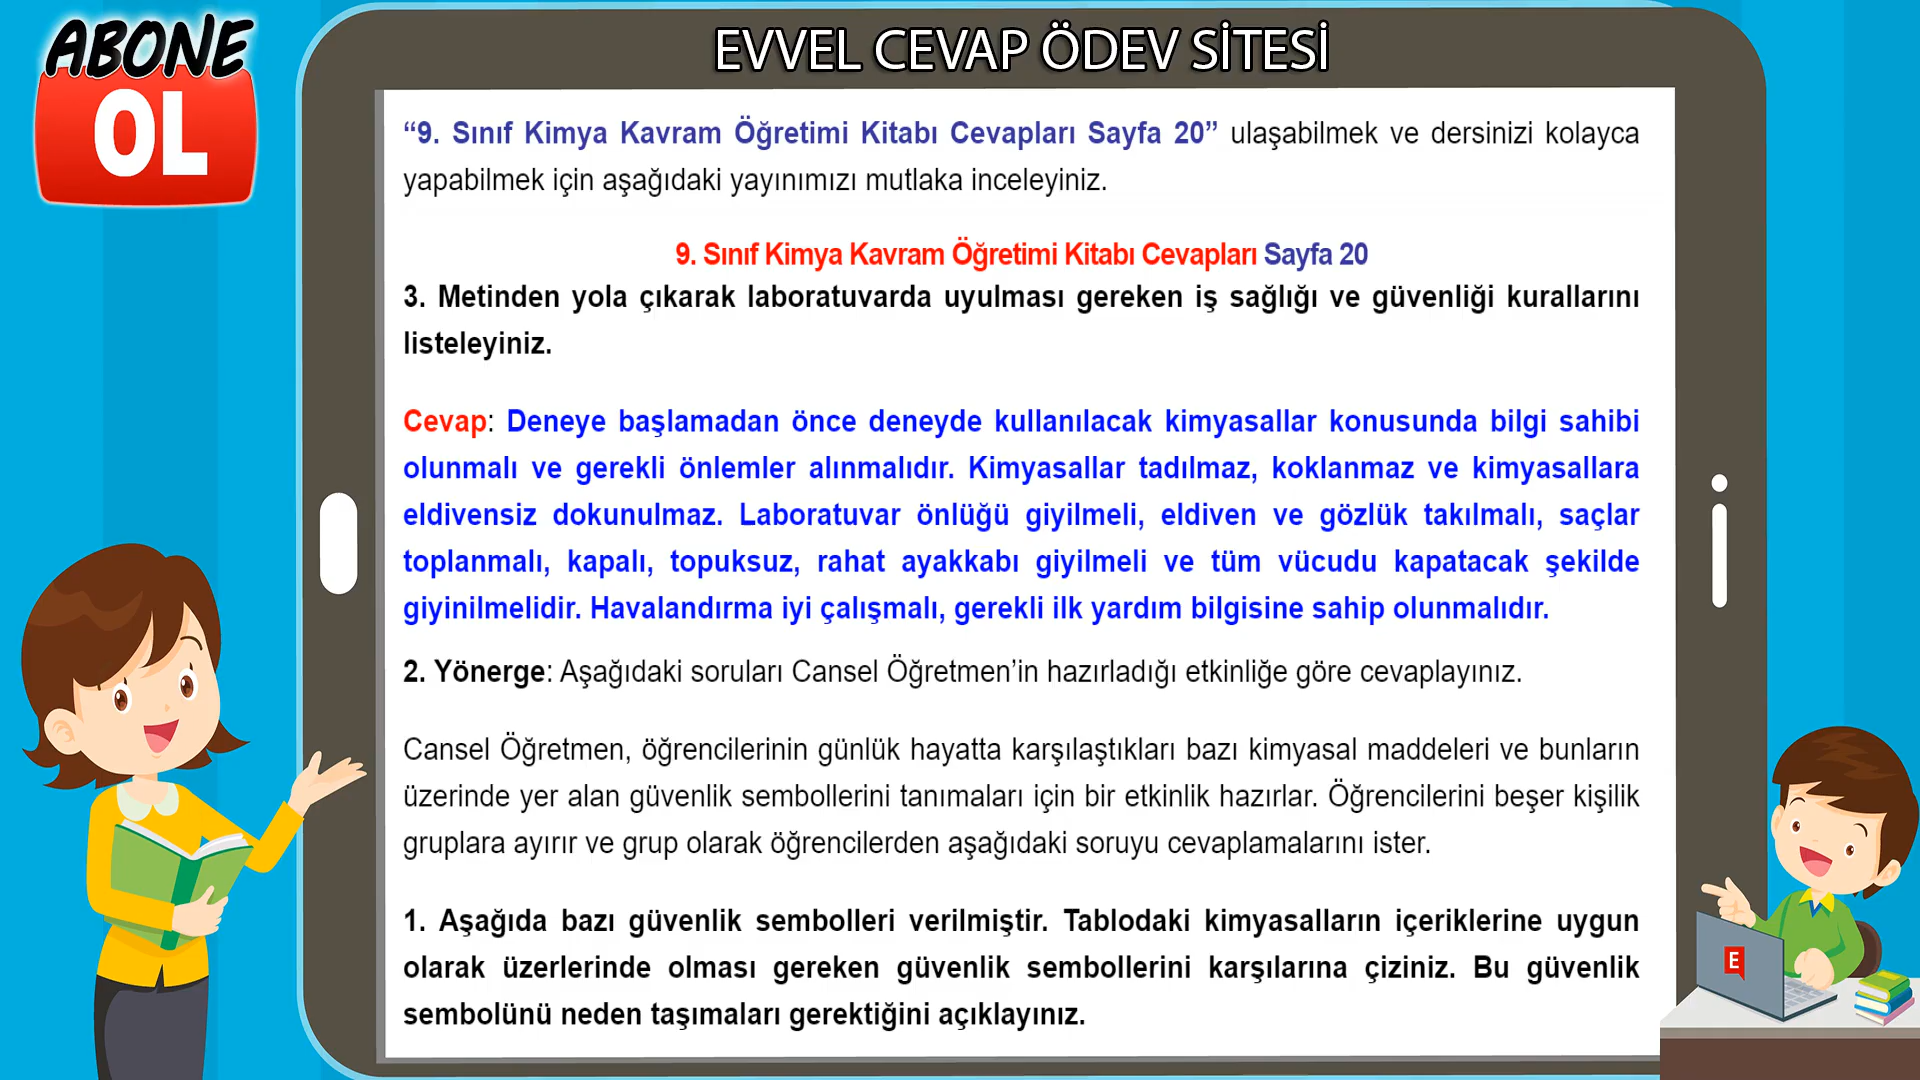 ABONE
OL
EVVEL CEVAP ÖDEV SİTESİ
“9. Sınıf Kimya Kavram Öğretimi Kitabı Cevapları Sayfa 20” ulaşabilmek ve dersinizi kolayca
yapabilmek için aşağıdaki yayınımızı mutlaka inceleyiniz.
9. Sınıf Kimya Kavram Öğretimi Kitabı Cevapları Sayfa 20
3. Metinden yola çıkarak laboratuvarda uyulması gereken iş sağlığı ve güvenliği kurallarını
listeleyiniz.
Cevap: Deneye başlamadan önce deneyde kullanılacak kimyasallar konusunda bilgi sahibi
olunmalı ve gerekli önlemler alınmalıdır. Kimyasallar tadılmaz, koklanmaz ve kimyasallara
eldivensiz dokunulmaz. Laboratuvar önlüğü giyilmeli, eldiven ve gözlük takılmalı, saçlar
toplanmalı, kapalı, topuksuz, rahat ayakkabı giyilmeli ve tüm vücudu kapatacak şekilde
giyinilmelidir. Havalandırma iyi çalışmalı, gerekli ilk yardım bilgisine sahip olunmalıdır.
2. Yönerge: Aşağıdaki soruları Cansel Öğretmen’in hazırladığı etkinliğe göre cevaplayınız.
Cansel Öğretmen, öğrencilerinin günlük hayatta karşılaştıkları bazı kimyasal maddeleri ve bunların
üzerinde yer alan güvenlik sembollerini tanımaları için bir etkinlik hazırlar. Öğrencilerini beşer kişilik
gruplara ayırır ve grup olarak öğrencilerden aşağıdaki soruyu cevaplamalarını ister.
1. Aşağıda bazı güvenlik sembolleri verilmiştir. Tablodaki kimyasalların içeriklerine uygun
olarak üzerlerinde olması gereken güvenlik sembollerini karşılarına çiziniz. Bu güvenlik
sembolünü neden taşımaları gerektiğini açıklayınız.
E